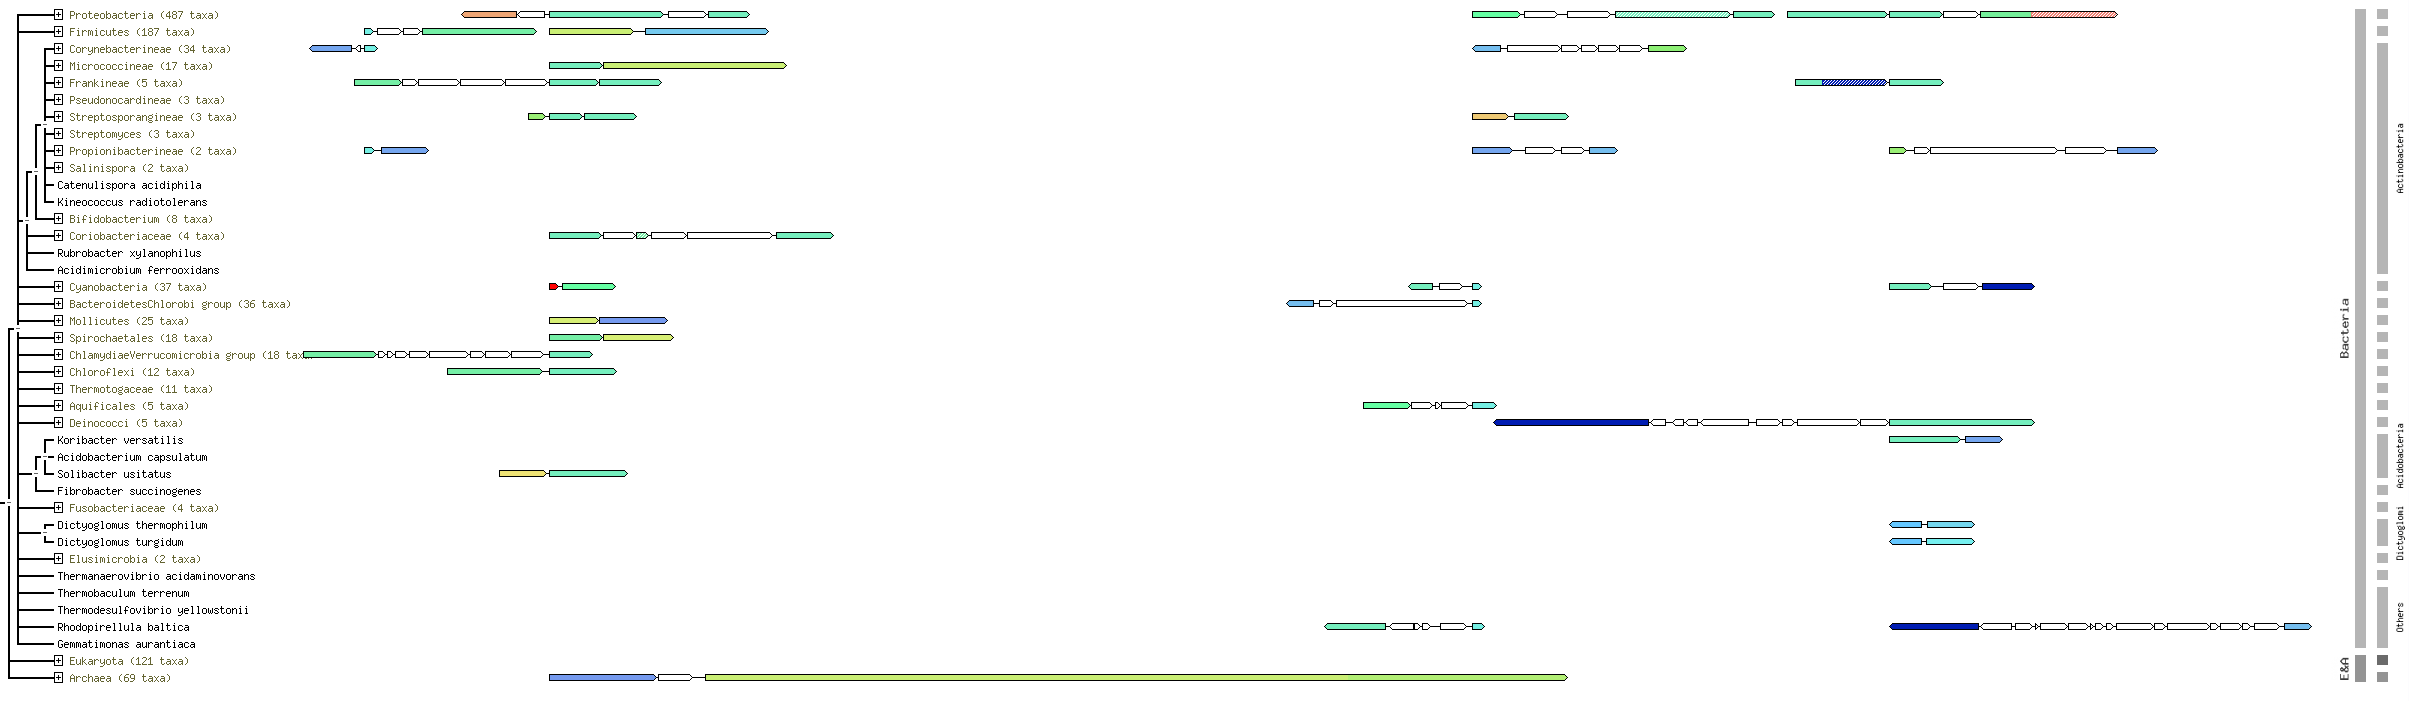 Proteobacteria (487 taxa)
Firmicutes (187 taxa)
Corynebacterineae (34 taxa)
Micrococcineae (17 taxa)
Frankineae (5 taxa)
Pseudonocardineae (3 taxa)
Streptosporangineae (3 taxa)
Streptomyces (3 taxa)
Propionibacterineae (2 taxa)
Salinispora (2 taxa)
Catenulispora acidiphila
Kineococcus radiotolerans
Bifidobacterium (8 taxa)
Coriobacteriaceae (4 taxa)
Rubrobacter xylanophilus
Acidimicrobium ferrooxidans
Cyanobacteria (37 taxa)
BacteroidetesChlorobi group (36 taxa)
Mollicutes (25 taxa)
Spirochaetales (18 taxa)
ChlamydiaeVerrucomicrobia group (18 tax...
Chloroflexi (12 taxa)
Thermotogaceae (11 taxa)
Aquificales (5 taxa)
Deinococci (5 taxa)
Koribacter versatilis
Acidobacterium capsulatum
Solibacter usitatus
Fibrobacter succinogenes
Fusobacteriaceae (4 taxa)
Dictyoglomus thermophilum
Dictyoglomus turgidum
Elusimicrobia (2 taxa)
Thermanaerovibrio acidaminovorans
Thermobaculum terrenum
Thermodesulfovibrio yellowstonii
Rhodopirellula baltica
Gemmatimonas aurantiaca
Eukaryota (121 taxa)
Archaea (69 taxa)
Bacteria
E&A
Actinobacteria
Acidobacteria
Dictyoglomi
Others